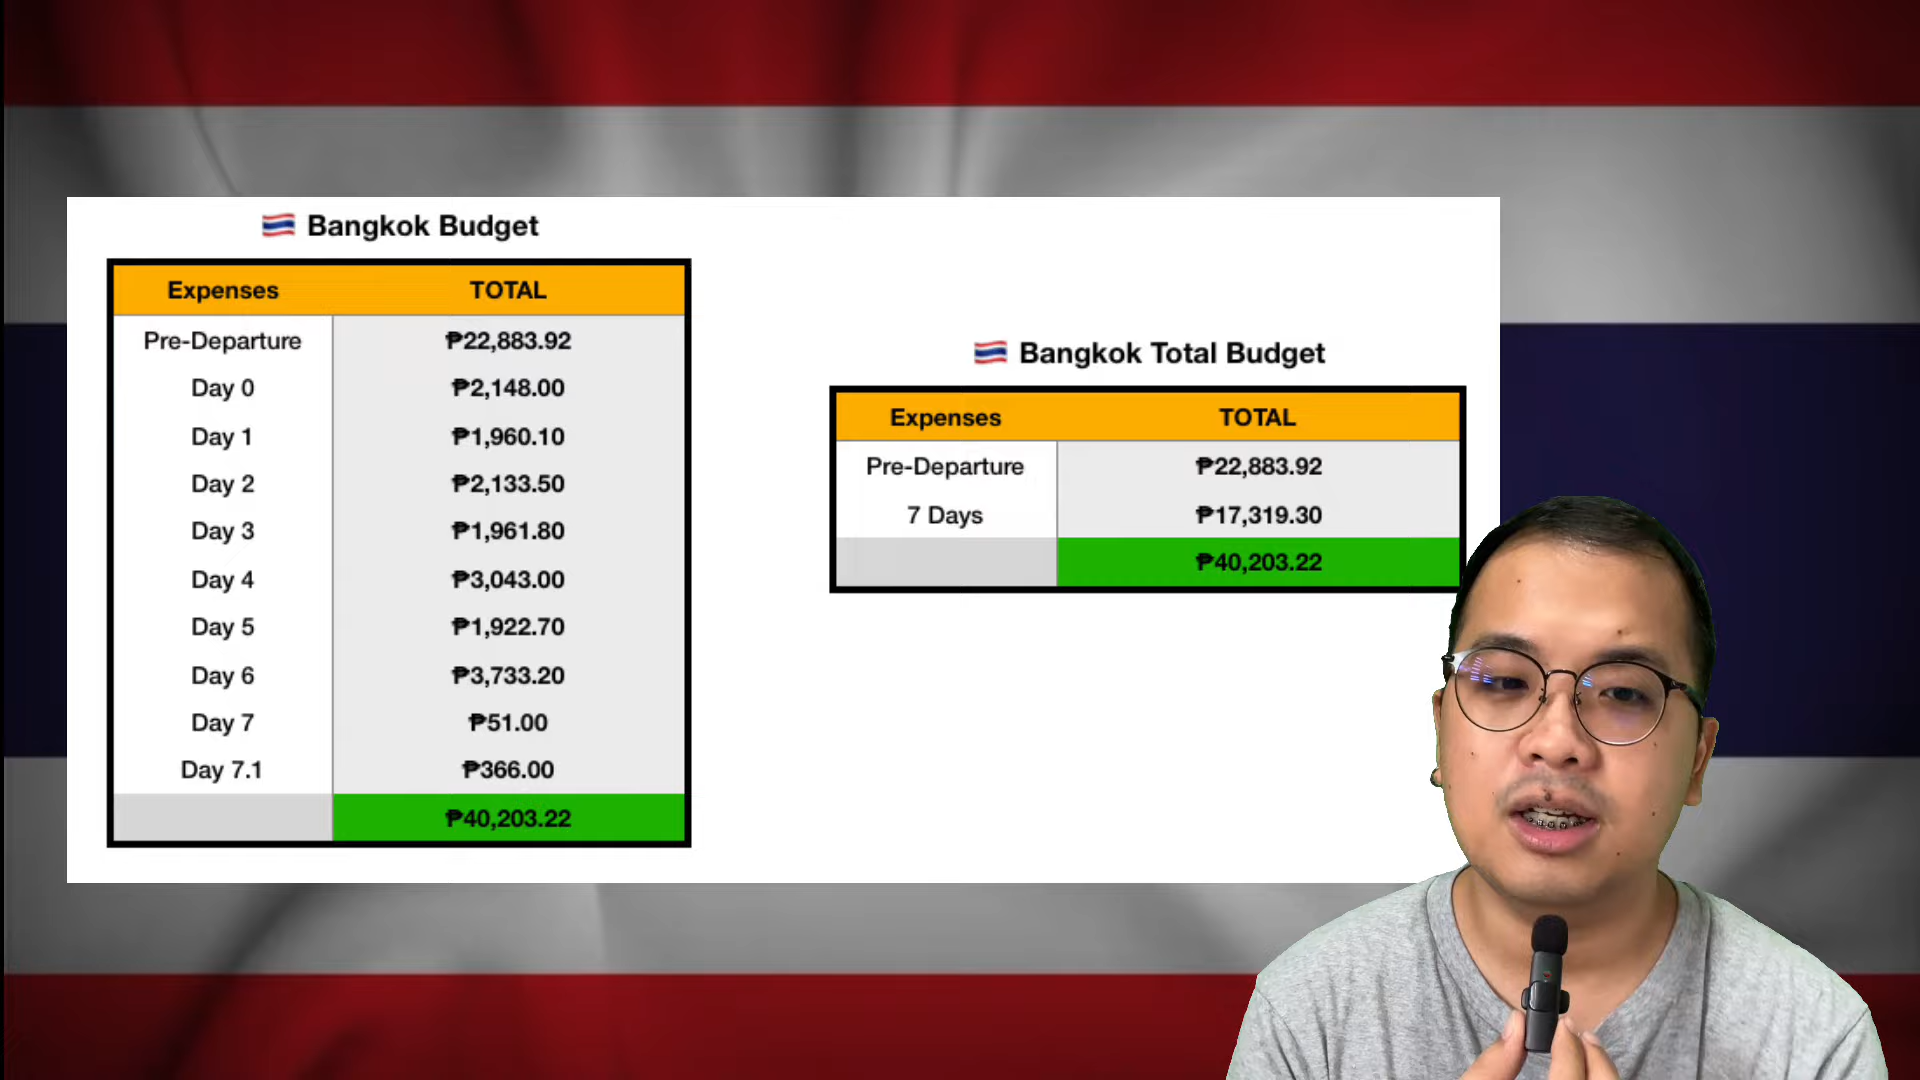 Bangkok Budget
Expenses TOTAL
Pre-Departure ₱22,883.92
Day 0 ₱2,148.00
Day 1 ₱1,960.10
Day 2 ₱2,133.50
Day 3 ₱1,961.80
Day 4 ₱3,043.00
Day 5 ₱1,922.70
Day 6 ₱3,733.20
Day 7 ₱51.00
Day 7.1 ₱366.00
₱40,203.22
Bangkok Total Budget
Expenses TOTAL
Pre-Departure ₱22,883.92
7 Days ₱17,319.30
₱40,203.22